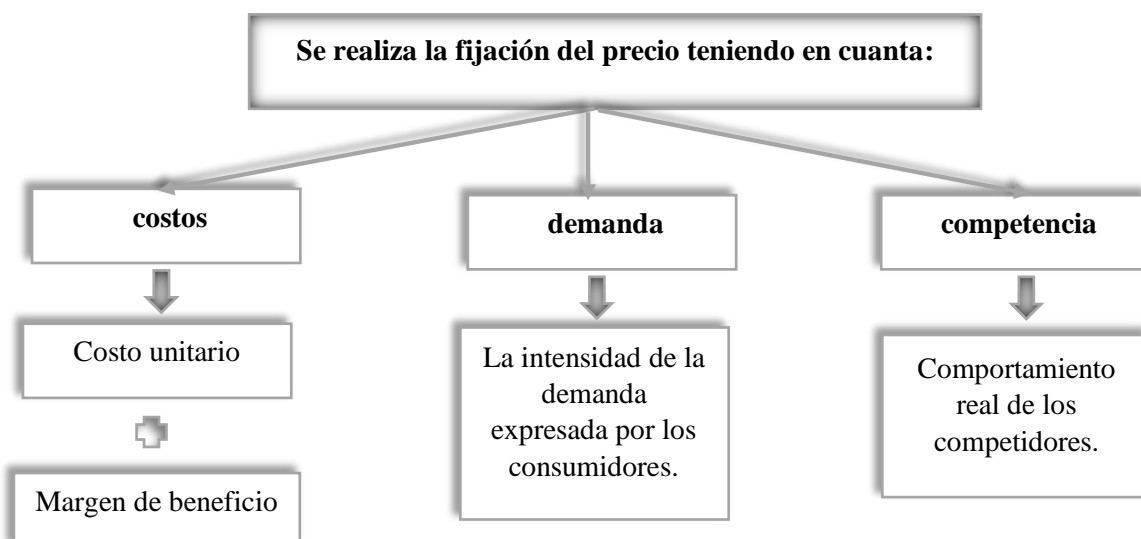 Se realiza la fijación del precio teniendo en cuanta:
costos
demanda
competencia
Costo unitario
La intensidad de la
demanda
expresada por los
consumidores.
Comportamiento
real de los
competidores.
Margen de beneficio